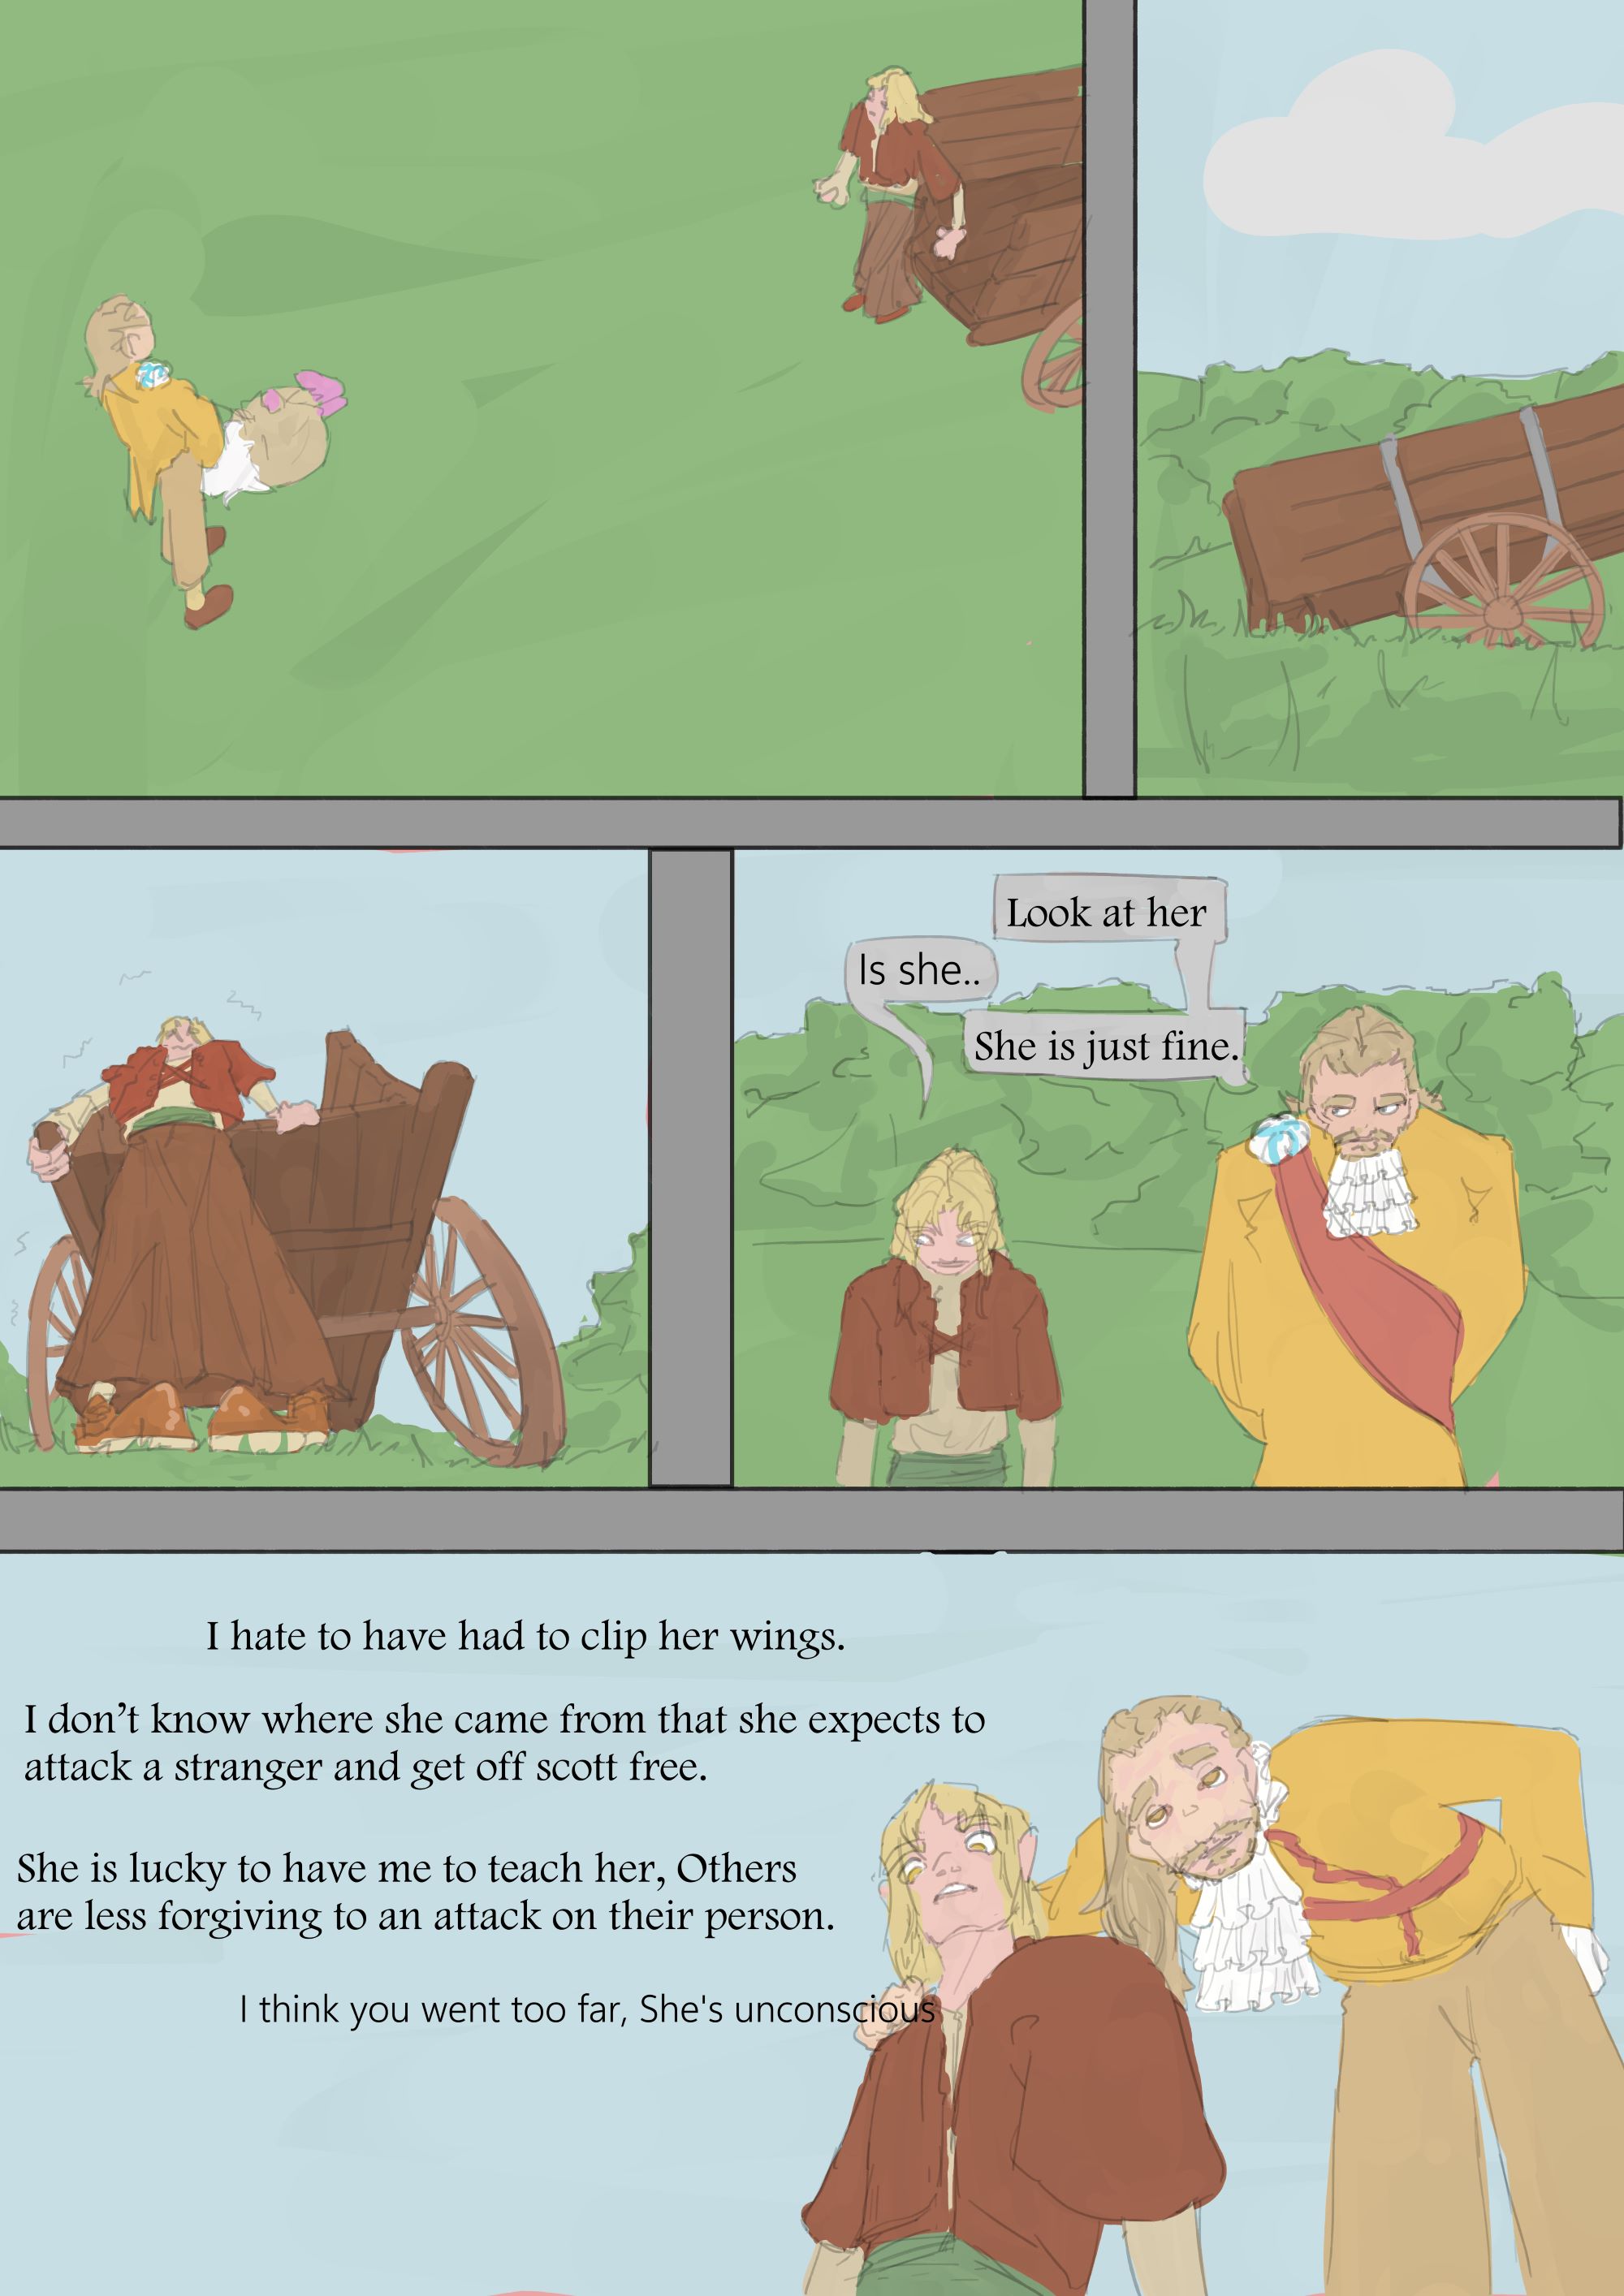 Look at her
Is she..
She is just fine.
I hate to have had to clip her wings.
I don't know where she came from that she expects to
attack a stranger and get off scott free.
She is lucky to have me to teach her, Others
are less forgiving to an attack on their person.
I think you went too far, She's unconscious